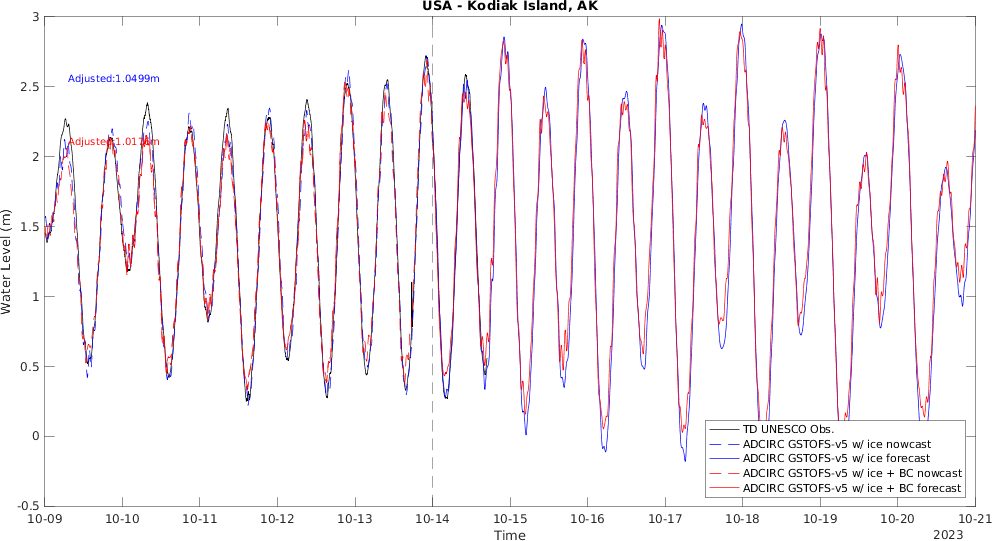 USA - Kodiak Island, AK
3
2.5
2
1.5
1
0.5
0
-0.5
Water Level (m)
Adjusted:1.0499m
TD UNESCO Obs.
ADCIRC GSTOFS-v5 w/ ice nowcast
ADCIRC GSTOFS-v5 w/ ice forecast
ADCIRC GSTOFS-v5 w/ ice + BC nowcast
ADCIRC GSTOFS-v5 w/ ice + BC forecast
10-09 10-10 10-11 10-12 10-13 10-14 10-15 10-16 10-17 10-18 10-19 10-20 10-21
Time
2023